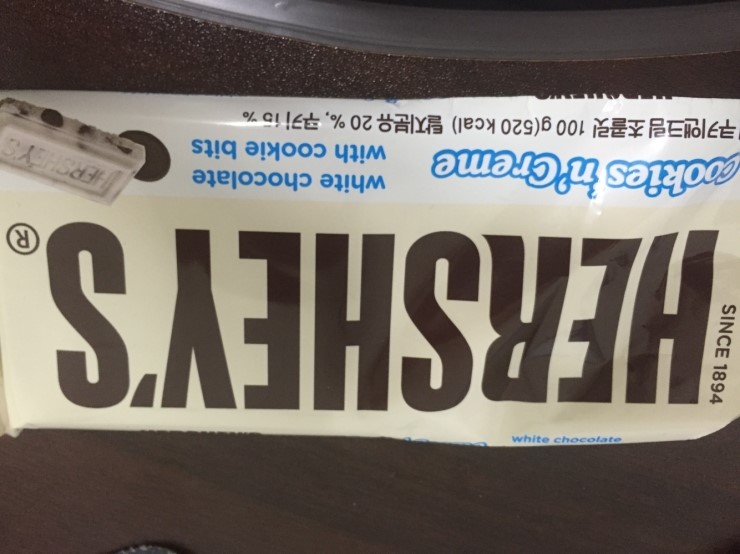 SINCE 1894
HERSHEY'S®
cookies 'n' Creme
white chocolate
with cookie bits
쿠키앤크림 초콜릿 100 g(520 kcal) 탈지분유 20 %, 쿠키 15 %
HERSHEY'S
white chocolate